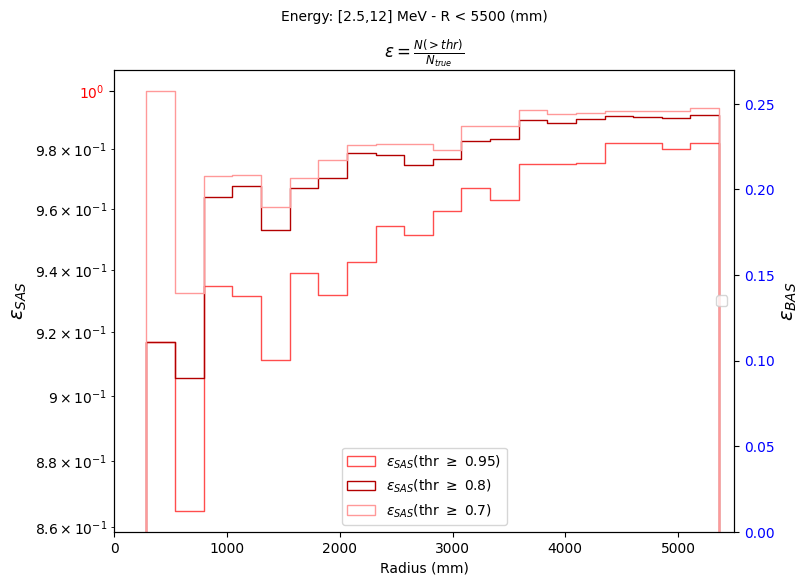 Energy: [2.5,12] MeV - R < 5500 (mm)
ε = N(>thr)/N_true
10^0
9.8 × 10^−1
9.6 × 10^−1
9.4 × 10^−1
9.2 × 10^−1
9 × 10^−1
8.8 × 10^−1
8.6 × 10^−1
ε_SAS
0.25
0.20
0.15
0.10
0.05
0.00
ε_BAS
ε_SAS(thr ≥ 0.95)
ε_SAS(thr ≥ 0.8)
ε_SAS(thr ≥ 0.7)
0 1000 2000 3000 4000 5000
Radius (mm)